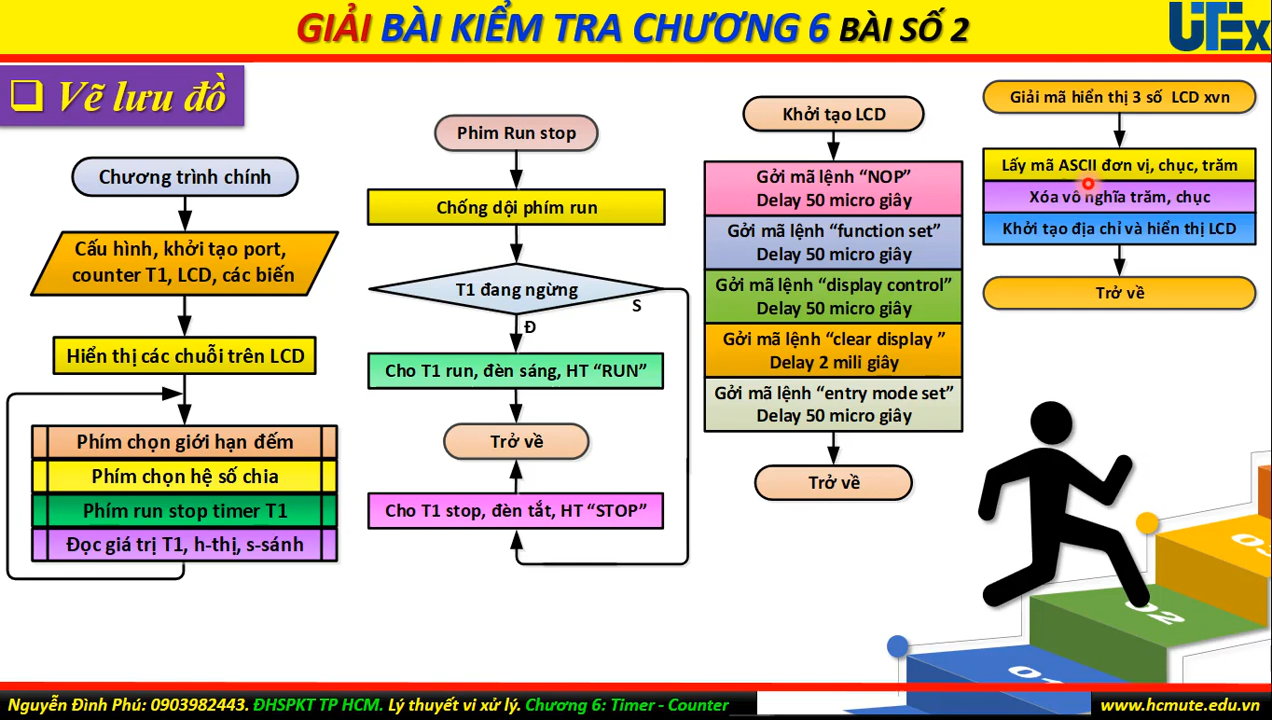 GIẢI BÀI KIỂM TRA CHƯƠNG 6 BÀI SỐ 2
UTEx
Vẽ lưu đồ
Chương trình chính
Cấu hình, khởi tạo port,
counter T1, LCD, các biến
Hiển thị các chuỗi trên LCD
Phím chọn giới hạn đếm
Phím chọn hệ số chia
Phím run stop timer T1
Đọc giá trị T1, h-thị, s-sánh
Phim Run stop
Chống dội phím run
T1 đang ngừng
S
Đ
Cho T1 run, đèn sáng, HT “RUN”
Trở về
Cho T1 stop, đèn tắt, HT “STOP”
Khởi tạo LCD
Gởi mã lệnh “NOP”
Delay 50 micro giây
Gởi mã lệnh “function set”
Delay 50 micro giây
Gởi mã lệnh “display control”
Delay 50 micro giây
Gởi mã lệnh “clear display ”
Delay 2 mili giây
Gởi mã lệnh “entry mode set”
Delay 50 micro giây
Trở về
Giải mã hiển thị 3 số LCD xvn
Lấy mã ASCII đơn vị, chục, trăm
Xóa vô nghĩa trăm, chục
Khởi tạo địa chỉ và hiển thị LCD
Trở về
03
02
01
Nguyễn Đình Phú: 0903982443. ĐHSPKT TP HCM. Lý thuyết vi xử lý. Chương 6: Timer - Counter
www.hcmute.edu.vn